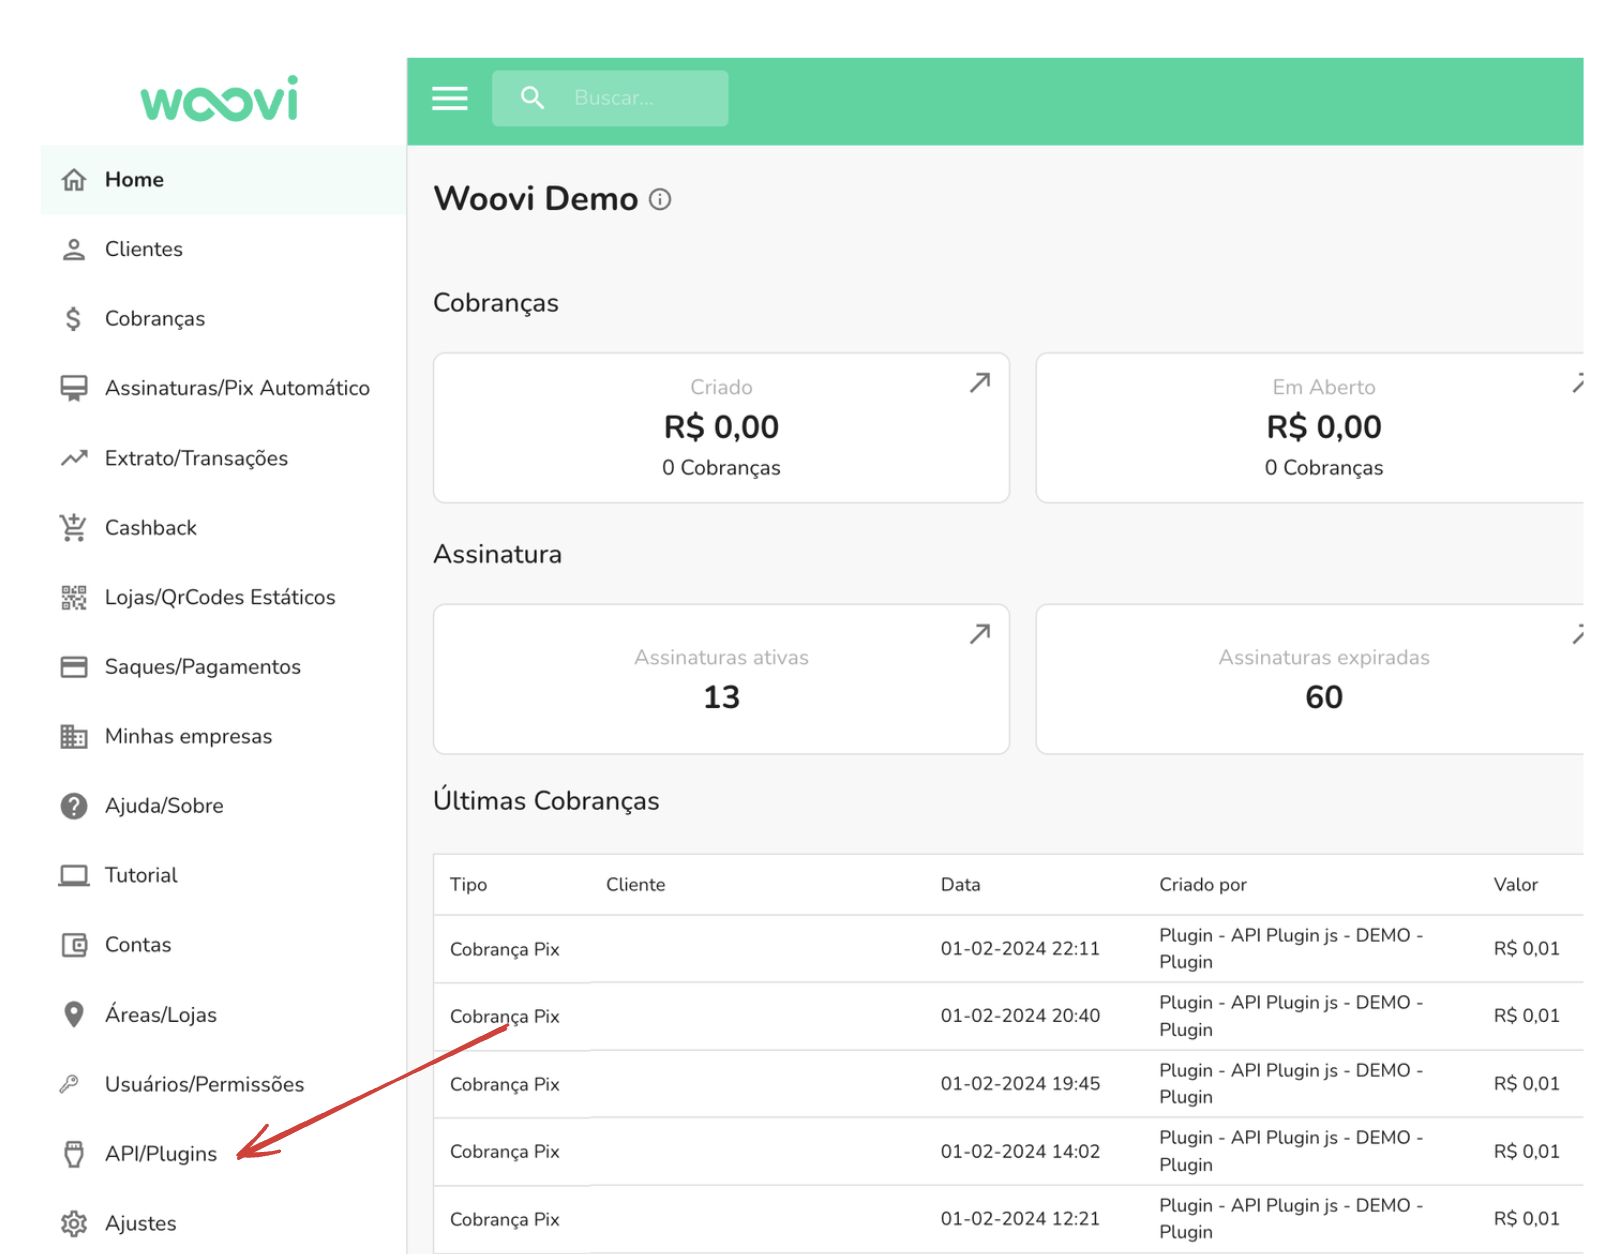 woovi
Buscar...
Home
Clientes
Cobranças
Assinaturas/Pix Automático
Extrato/Transações
Cashback
Lojas/QrCodes Estáticos
Saques/Pagamentos
Minhas empresas
Ajuda/Sobre
Tutorial
Contas
Áreas/Lojas
Usuários/Permissões
API/Plugins
Ajustes
Woovi Demo
Cobranças
Criado
R$ 0,00
0 Cobranças
Em Aberto
R$ 0,00
0 Cobranças
Assinatura
Assinaturas ativas
13
Assinaturas expiradas
60
Últimas Cobranças
Tipo Cliente Data Criado por Valor
Cobrança Pix 01-02-2024 22:11 Plugin - API Plugin js - DEMO - R$ 0,01
Plugin
Cobrança Pix 01-02-2024 20:40 Plugin - API Plugin js - DEMO - R$ 0,01
Plugin
Cobrança Pix 01-02-2024 19:45 Plugin - API Plugin js - DEMO - R$ 0,01
Plugin
Cobrança Pix 01-02-2024 14:02 Plugin - API Plugin js - DEMO - R$ 0,01
Plugin
Cobrança Pix 01-02-2024 12:21 Plugin - API Plugin js - DEMO - R$ 0,01
Plugin